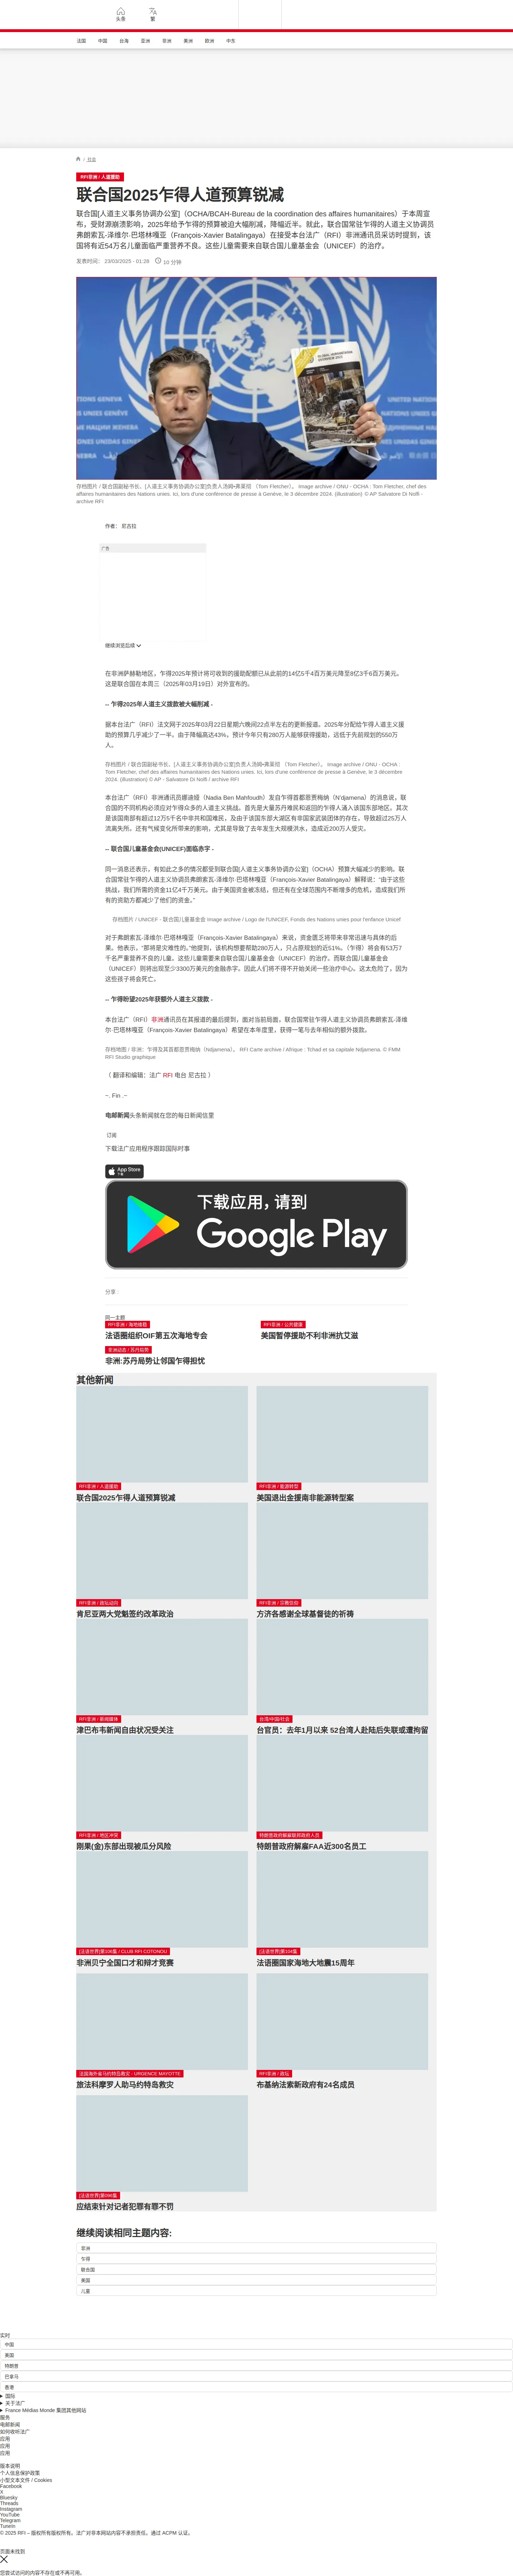 头条
繁
法国
中国
台海
亚洲
非洲
美洲
欧洲
中东
/ 社会
RFI非洲 / 人道援助
联合国2025乍得人道预算锐减
联合国[人道主义事务协调办公室]（OCHA/BCAH-Bureau de la coordination des affaires humanitaires）于本周宣
布，受财源崩溃影响，2025年给予乍得的预算被迫大幅削减，降幅近半。就此，联合国常驻乍得人道主义协调员
弗朗索瓦-泽维尔·巴塔林嘎亚（François-Xavier Batalingaya）在接受本台法广（RFI）非洲通讯员采访时提到，该
国将有近54万名儿童面临严重营养不良。这些儿童需要来自联合国儿童基金会（UNICEF）的治疗。
发表时间： 23/03/2025 - 01:26
10 分钟
存档图片 / 联合国副秘书长、[人道主义事务协调办公室]负责人汤姆•弗莱彻 （Tom Fletcher）。 Image archive / ONU - OCHA : Tom Fletcher, chef des
affaires humanitaires des Nations unies. Ici, lors d'une conférence de presse à Genève, le 3 décembre 2024. (illustration) © AP Salvatore Di Nolfi -
archive RFI
作者： 尼古拉
广告
继续浏览后续
在非洲萨赫勒地区，乍得2025年预计将可收到的援助配额已从此前的14亿5千4百万美元降至8亿3千6百万美元。
这是联合国在本周三（2025年03月19日）对外宣布的。
-- 乍得2025年人道主义拨款被大幅削减 -
据本台法广（RFI）法文网于2025年03月22日星期六晚间22点半左右的更新报道。2025年分配给乍得人道主义援
助的预算几乎减少了一半。由于降幅高达43%，预计今年只有280万人能够获得援助，远低于先前规划的550万
人。
存档图片 / 联合国副秘书长、[人道主义事务协调办公室]负责人汤姆•弗莱彻 （Tom Fletcher）。 Image archive / ONU - OCHA :
Tom Fletcher, chef des affaires humanitaires des Nations unies. Ici, lors d'une conférence de presse à Genève, le 3 décembre
2024. (illustration) © AP - Salvatore Di Nolfi / archive RFI
本台法广（RFI）非洲通讯员娜迪娅（Nadia Ben Mahfoudh）发自乍得首都恩贾梅纳（N'djamena）的消息说，联
合国的不同机构必须应对乍得众多的人道主义挑战。首先是大量苏丹难民和返回的乍得人涌入该国东部地区。其次
是该国南部有超过12万5千名中非共和国难民，及由于该国东部大湖区有非国家武装团体的存在，导致超过25万人
流离失所。还有气候变化所带来的影响，尤其是导致了去年发生大规模洪水，造成近200万人受灾。
-- 联合国儿童基金会(UNICEF)面临赤字 -
同一消息还表示，有如此之多的情况都受到联合国[人道主义事务协调办公室]（OCHA）预算大幅减少的影响。联
合国常驻乍得的人道主义协调员弗朗索瓦-泽维尔·巴塔林嘎亚（François-Xavier Batalingaya）解释说：“由于这些
挑战，我们所需的资金11亿4千万美元。由于美国资金被冻结，但还有在全球范围内不断增多的危机，造成我们所
有的资助方都减少了他们的资金。”
存档图片 / UNICEF - 联合国儿童基金会 Image archive / Logo de l'UNICEF, Fonds des Nations unies pour l'enfance Unicef
对于弗朗索瓦-泽维尔·巴塔林嘎亚（François-Xavier Batalingaya）来说，资金匮乏将带来非常迅速与具体的后
果。他表示，“那将是灾难性的。”他提到，该机构想要帮助280万人，只占原规划的近51%。（乍得）将会有53万7
千名严重营养不良的儿童。这些儿童需要来自联合国儿童基金会（UNICEF）的治疗。而联合国儿童基金会
（UNICEF）则将出现至少3300万美元的金融赤字。因此人们将不得不开始关闭一些治疗中心。这太危险了，因为
这些孩子将会死亡。
-- 乍得盼望2025年获额外人道主义拨款 -
本台法广（RFI）非洲通讯员在其报道的最后提到，面对当前局面，联合国常驻乍得人道主义协调员弗朗索瓦-泽维
尔·巴塔林嘎亚（François-Xavier Batalingaya）希望在本年度里，获得一笔与去年相似的额外拨款。
存档地图 / 非洲：乍得及其首都恩贾梅纳（Ndjamena）。 RFI Carte archive / Afrique : Tchad et sa capitale Ndjamena. © FMM
RFI Studio graphique
（ 翻译和编辑：法广 RFI 电台 尼古拉 ）
~. Fin .~
电邮新闻头条新闻就在您的每日新闻信里
订阅
下载法广应用程序跟踪国际时事
App Store
下载
下载应用，请到
Google Play
分享 :
同一主题
RFI非洲 / 海地维稳
法语圈组织OIF第五次海地专会
RFI非洲 / 公共健康
美国暂停援助不利非洲抗艾滋
非洲动态 / 苏丹局势
非洲:苏丹局势让邻国乍得担忧
其他新闻
RFI非洲 / 人道援助
联合国2025乍得人道预算锐减
RFI非洲 / 能源转型
美国退出金援南非能源转型案
RFI非洲 / 政坛动向
肯尼亚两大党魁签约改革政治
RFI非洲 / 宗教信仰
方济各感谢全球基督徒的祈祷
RFI非洲 / 新闻媒体
津巴布韦新闻自由状况受关注
台湾/中国/社会
台官员：去年1月以来 52台湾人赴陆后失联或遭拘留
RFI非洲 / 地区冲突
刚果(金)东部出现被瓜分风险
特朗普政府解雇联邦政府人员
特朗普政府解雇FAA近300名员工
[法语世界]第106集 / CLUB RFI COTONOU
非洲贝宁全国口才和辩才竞赛
[法语世界]第104集
法语圈国家海地大地震15周年
法国海外省马约特岛救灾 - URGENCE MAYOTTE
旅法科摩罗人助马约特岛救灾
RFI非洲 / 政坛
布基纳法索新政府有24名成员
[法语世界]第096集
应结束针对记者犯罪有罪不罚
继续阅读相同主题内容:
非洲
乍得
联合国
美国
儿童
实时
中国
美国
特朗普
巴拿马
香港
国际
关于法广
France Médias Monde 集团其他网站
服务
电邮新闻
如何收听法广
应用
应用
应用
版本说明
个人信息保护政策
小型文本文件 / Cookies
Facebook
X
Bluesky
Threads
Instagram
YouTube
Telegram
TuneIn
© 2025 RFI – 版权所有版权所有。法广对非本网站内容不承担责任。通过 ACPM 认证。
页面未找到
您尝试访问的内容不存在或不再可用。